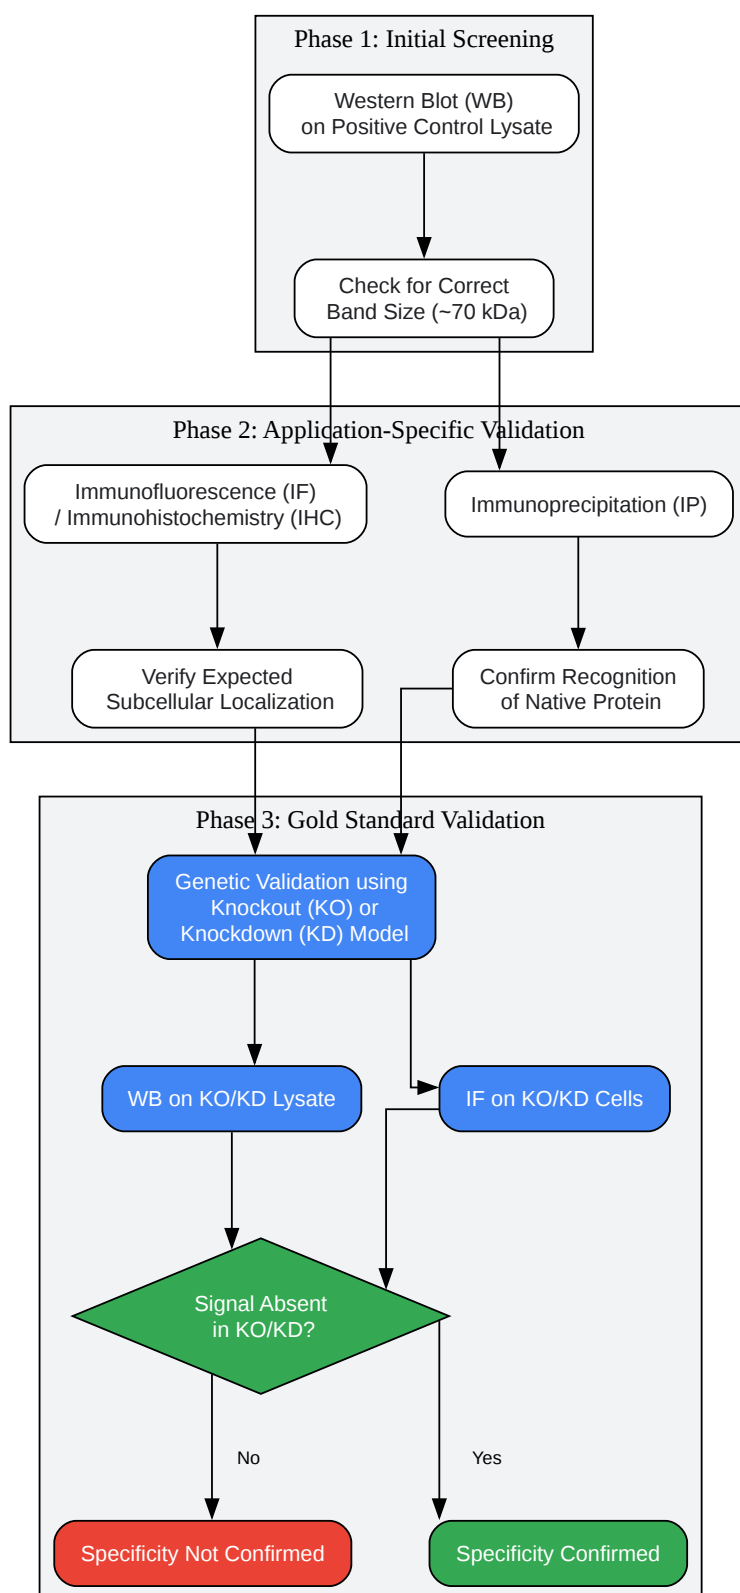 Phase 1: Initial Screening
Western Blot (WB)
on Positive Control Lysate
Check for Correct
Band Size (~70 kDa)
Phase 2: Application-Specific Validation
Immunofluorescence (IF)
/ Immunohistochemistry (IHC)
Immunoprecipitation (IP)
Verify Expected
Subcellular Localization
Confirm Recognition
of Native Protein
Phase 3: Gold Standard Validation
Genetic Validation using
Knockout (KO) or
Knockdown (KD) Model
WB on KO/KD Lysate
IF on KO/KD Cells
Signal Absent
in KO/KD?
No
Yes
Specificity Not Confirmed
Specificity Confirmed